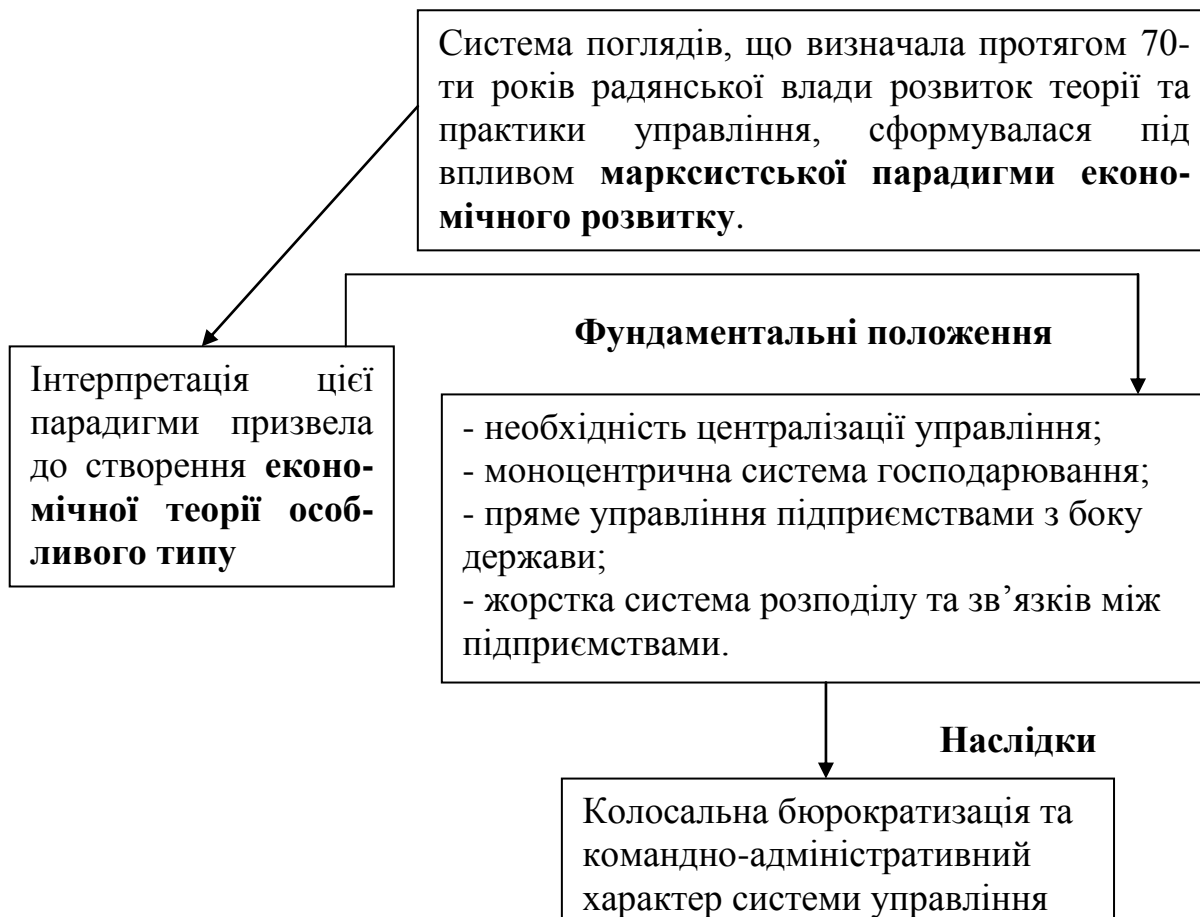 Система поглядів, що визначала протягом 70-
ти років радянської влади розвиток теорії та
практики управління, сформувалася під
впливом марксистської парадигми еконо-
мічного розвитку.
Фундаментальні положення
Інтерпретація цієї
парадигми призвела
до створення еконо-
мічної теорії особ-
ливого типу
- необхідність централізації управління;
- моноцентрична система господарювання;
- пряме управління підприємствами з боку
держави;
- жорстка система розподілу та зв’язків між
підприємствами.
Наслідки
Колосальна бюрократизація та
командно-адміністративний
характер системи управління